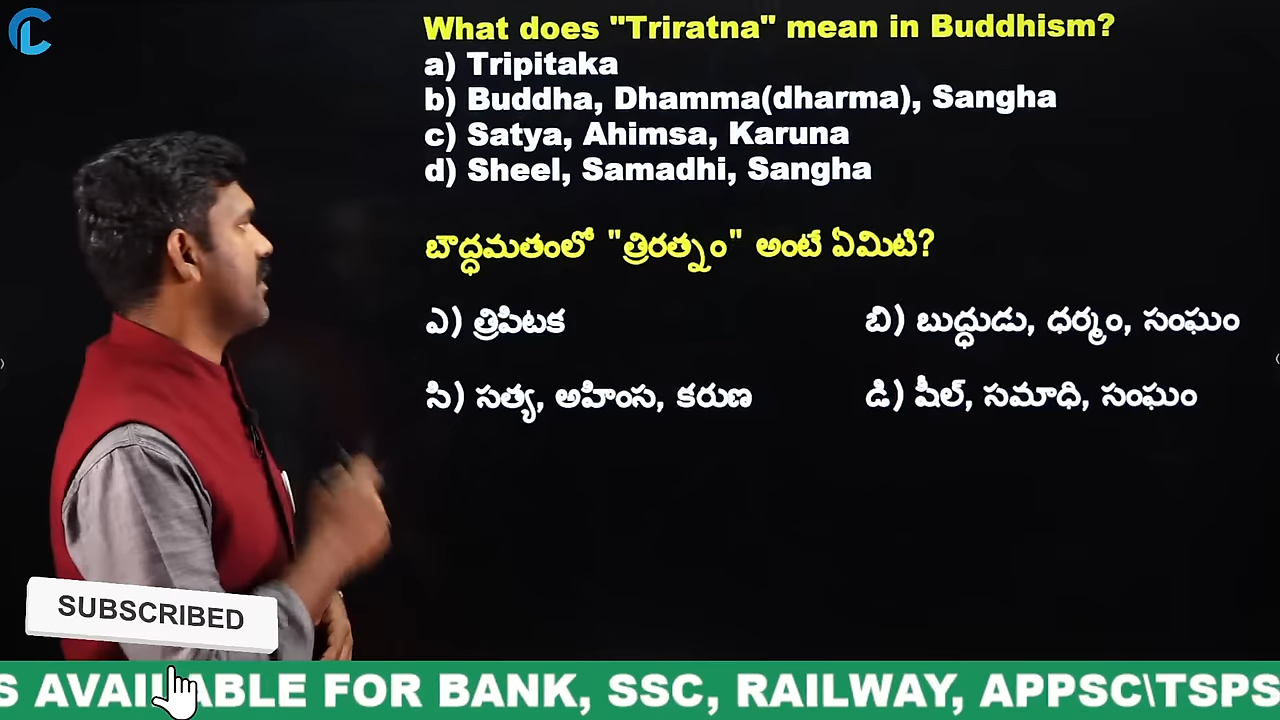 What does "Triratna" mean in Buddhism?
a) Tripitaka
b) Buddha, Dhamma(dharma), Sangha
c) Satya, Ahimsa, Karuna
d) Sheel, Samadhi, Sangha
బౌద్ధమతంలో "త్రిరత్నం" అంటే ఏమిటి?
ఎ) త్రిపిటక బి) బుద్ధుడు, ధర్మం, సంఘం
సి) సత్య, అహింస, కరుణ డి) షీల్, సమాధి, సంఘం
SUBSCRIBED
S AVAILABLE FOR BANK, SSC, RAILWAY, APPSC\TSPS